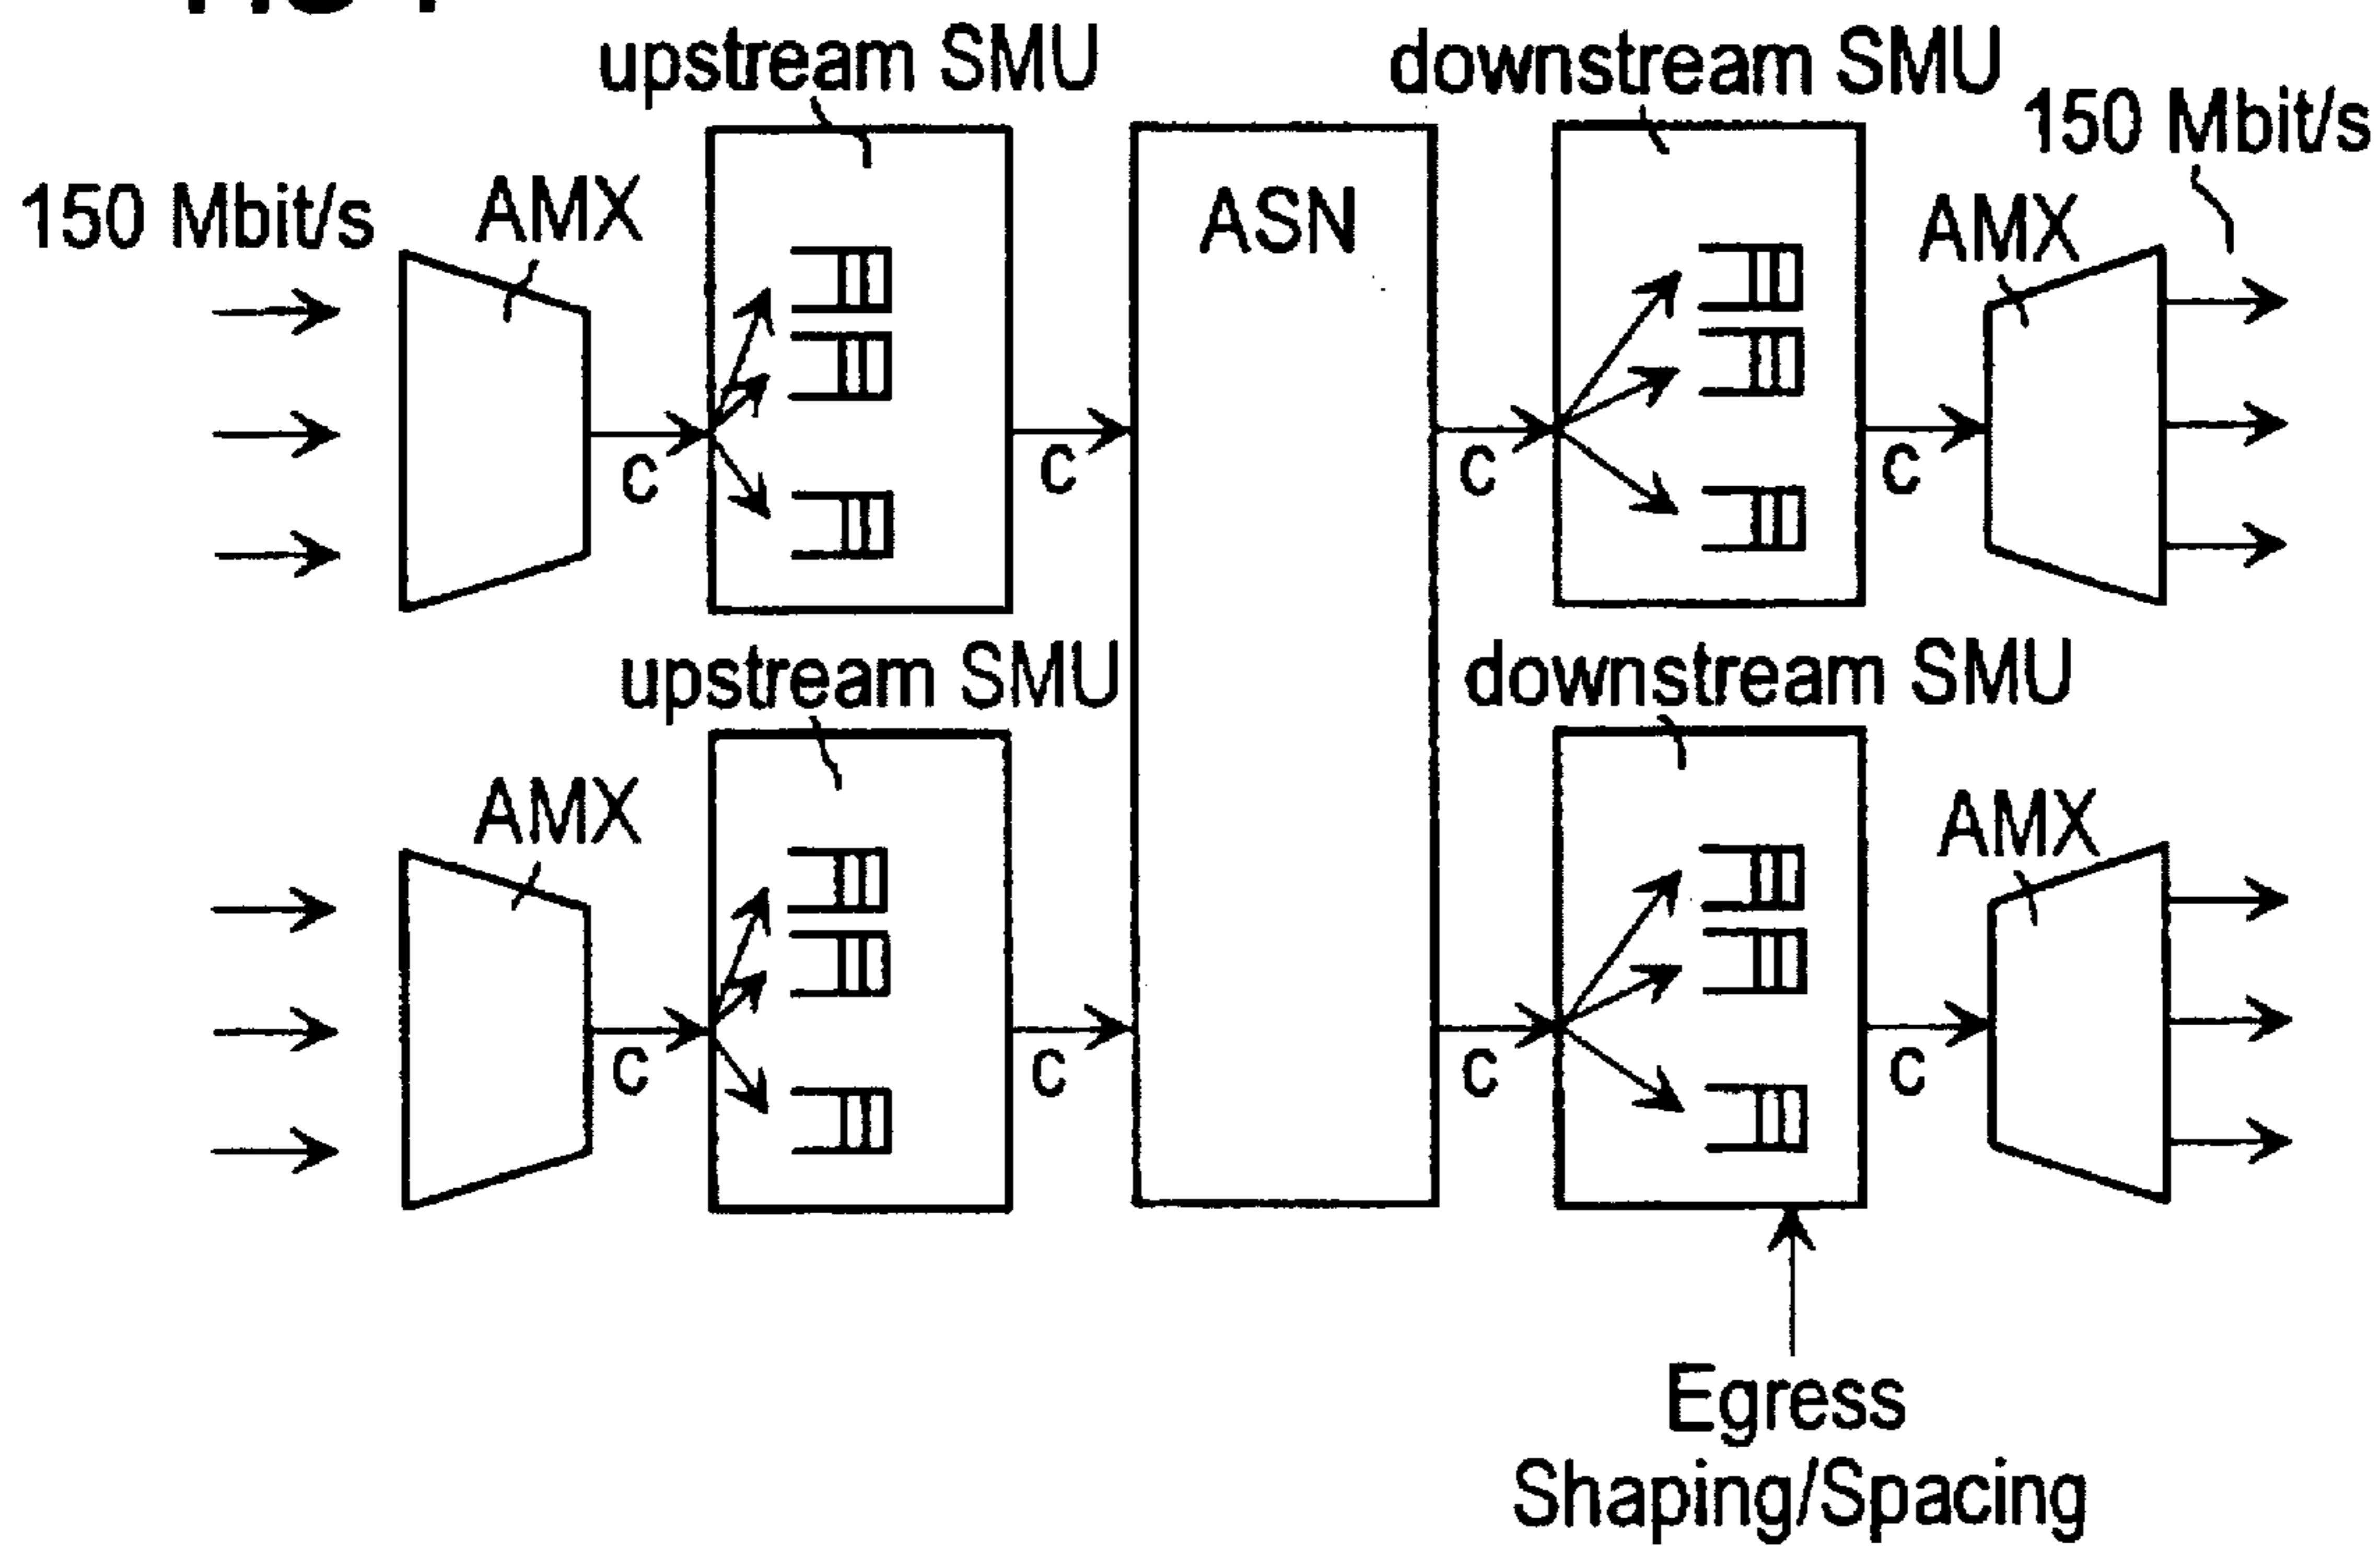 upstream SMU
downstream SMU
150 Mbit/s
150 Mbit/s
AMX
ASN
AMX
C
C
C
C
upstream SMU
downstream SMU
AMX
AMX
C
C
C
C
Egress
Shaping/Spacing